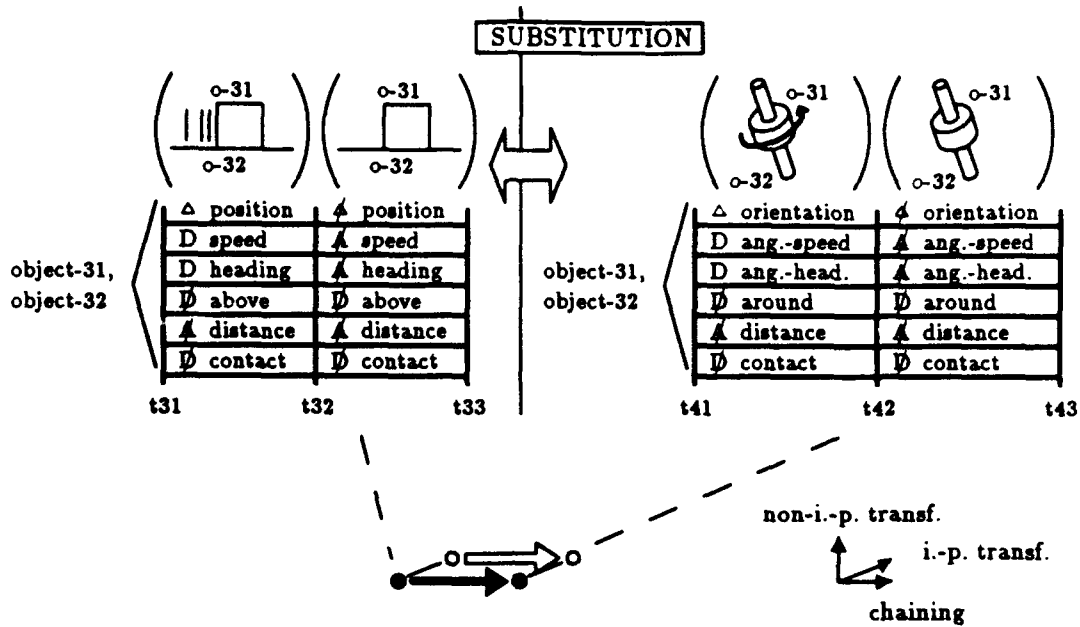 SUBSTITUTION
o-31 o-31 o-31 o-31
o-32 o-32 o-32 o-32
Δ position Δ̸ position
D speed A̸ speed
D heading A̸ heading
D̸ above D̸ above
A̸ distance A̸ distance
D̸ contact D̸ contact
object-31,
object-32
t31 t32 t33
Δ orientation Δ̸ orientation
D ang.-speed A̸ ang.-speed
D ang.-head. A̸ ang.-head.
D̸ around D̸ around
A̸ distance A̸ distance
D̸ contact D̸ contact
object-31,
object-32
t41 t42 t43
non-i.-p. transf.
i.-p. transf.
chaining